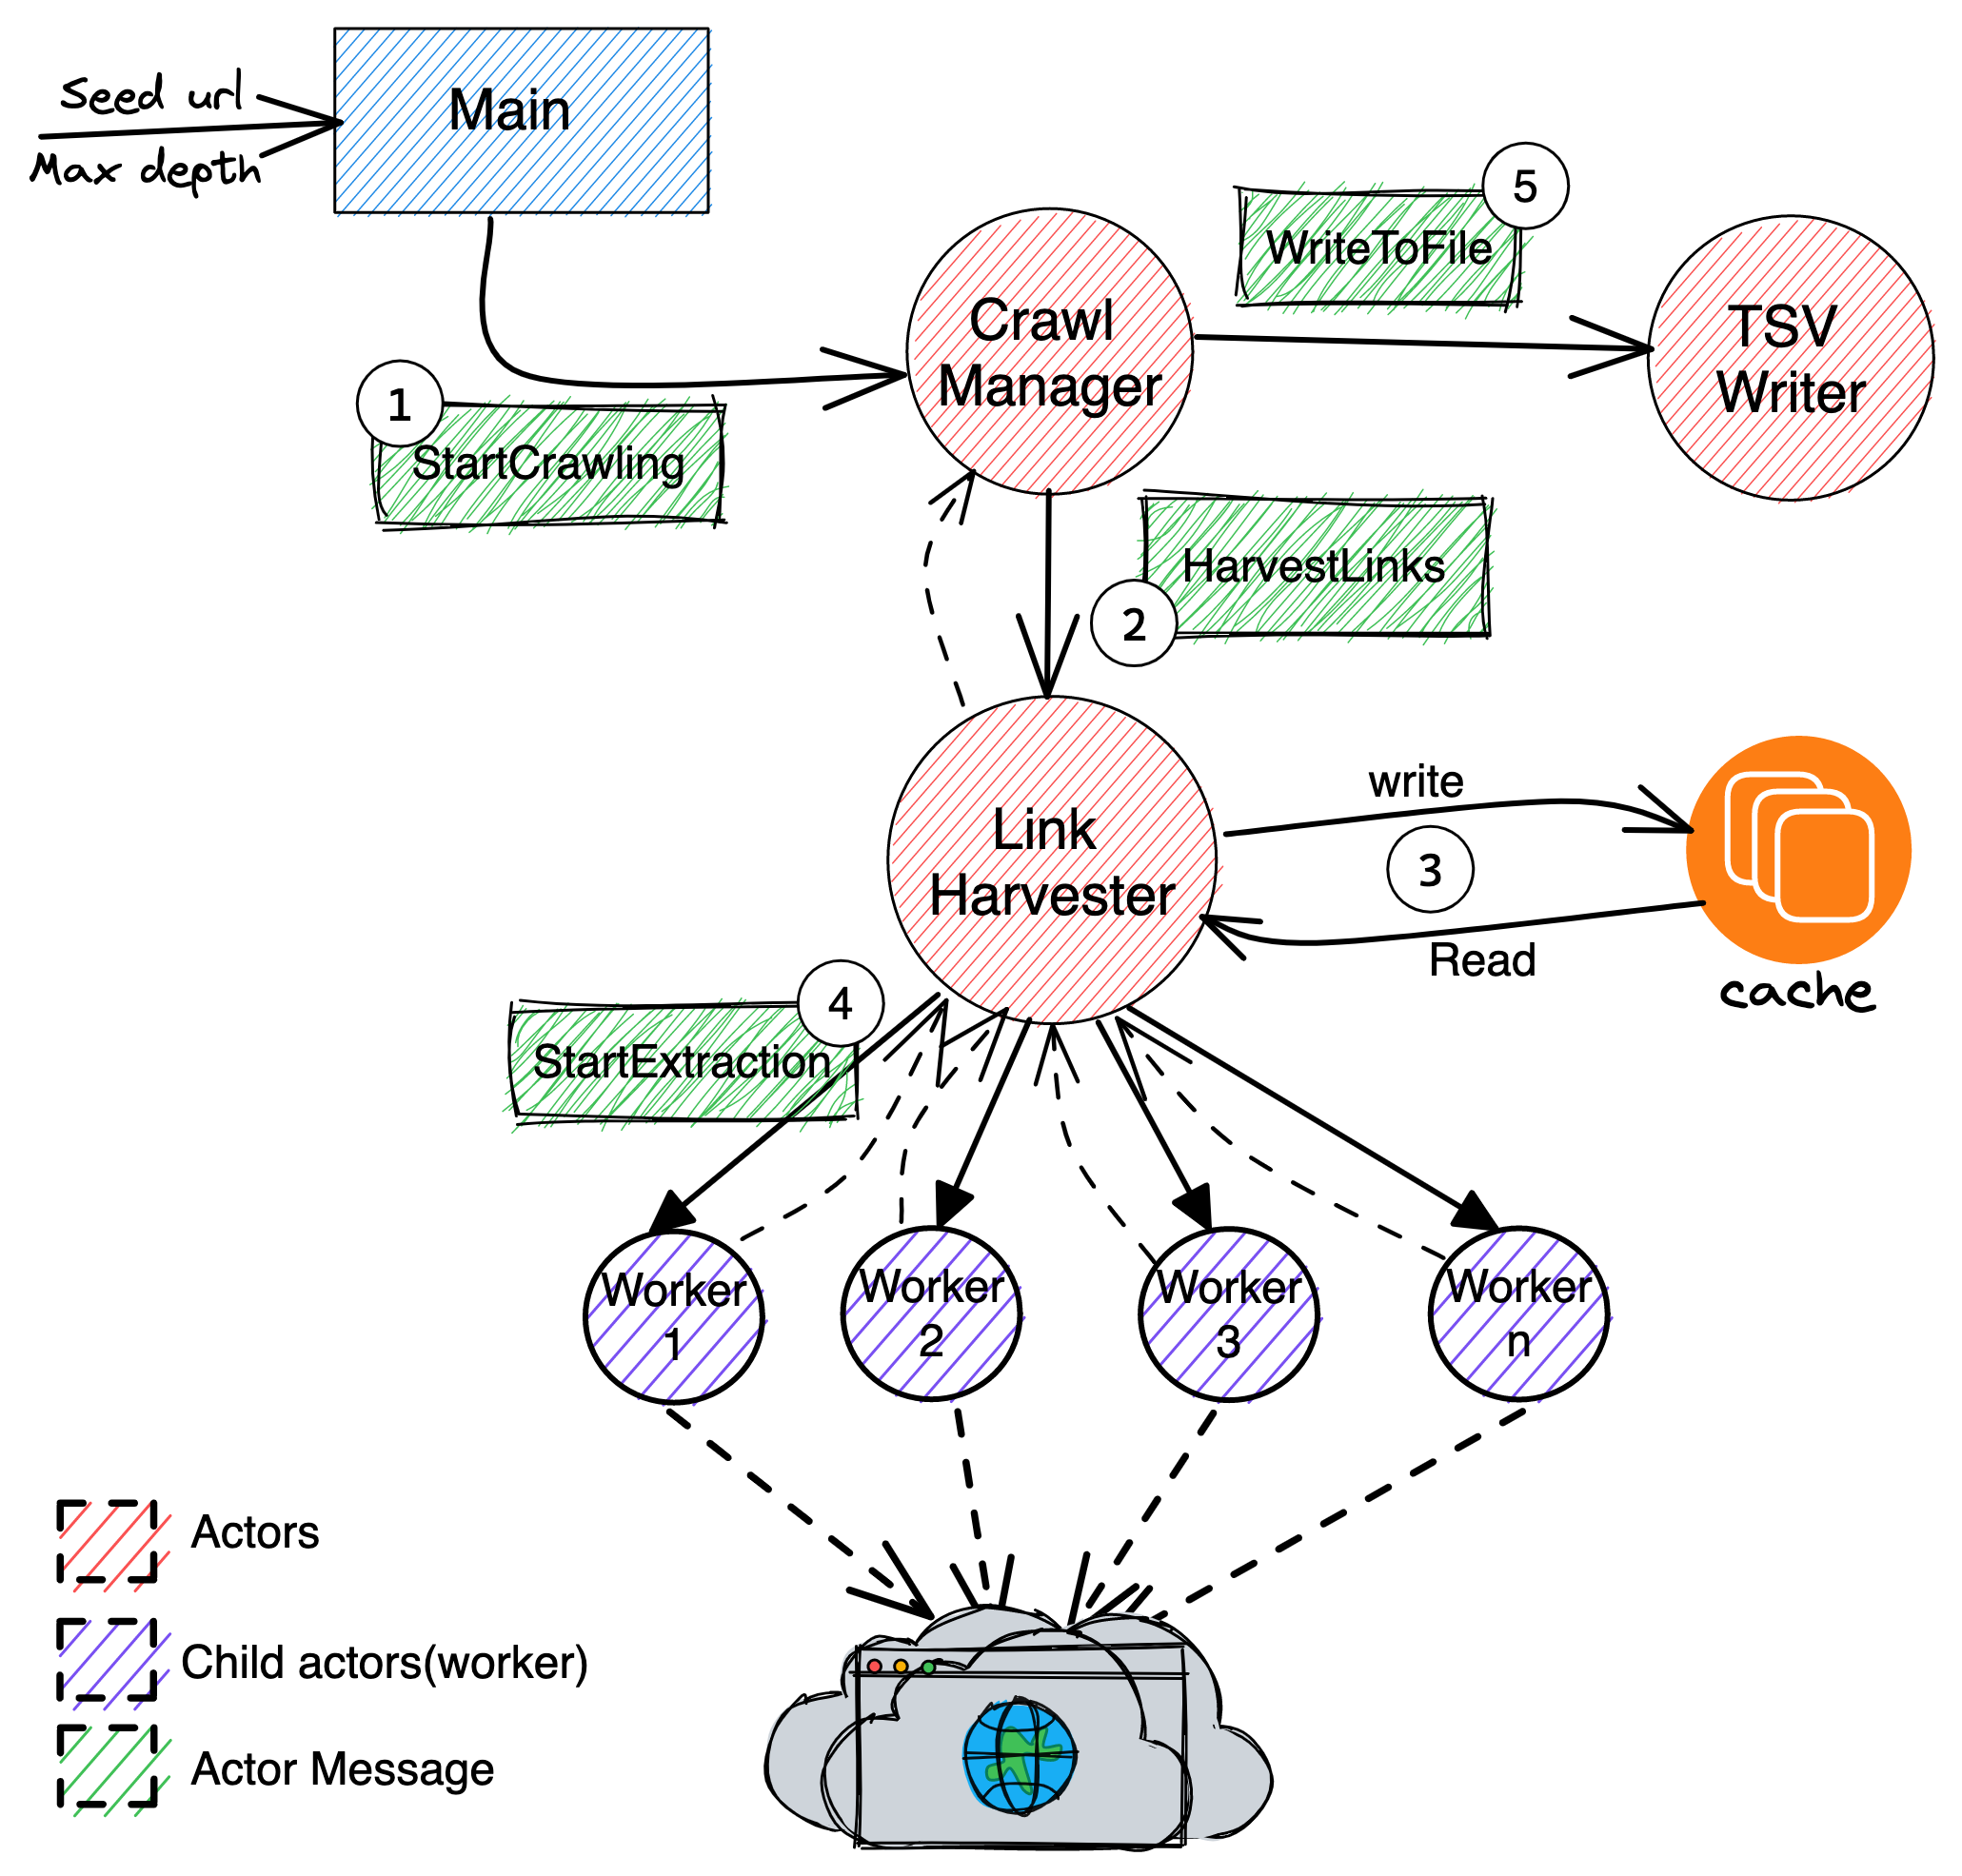 Seed url
Max depth
Main
5
WriteToFile
Crawl
Manager
TSV
Writer
1
StartCrawling
HarvestLinks
2
write
Link
Harvester
3
Read
cache
4
StartExtraction
Worker
1
Worker
2
Worker
3
Worker
n
Actors
Child actors(worker)
Actor Message